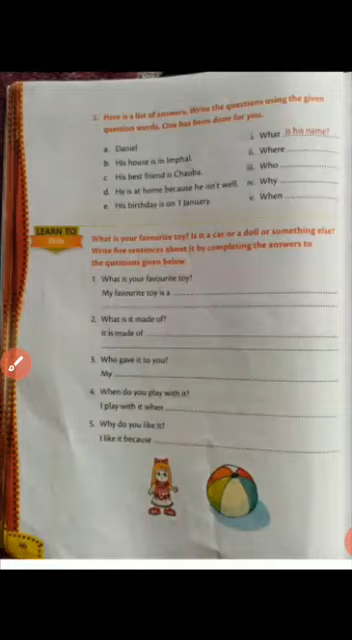 2. Here is a list of answers. Write the questions using the given
question words. One has been done for you.
a. Daniel
i. What is his name?
b. His house is in Imphal.
ii. Where
c. His best friend is Chaoba.
iii. Who
d. He is at home because he isn't well.
iv. Why
e. His birthday is on 1 January.
v. When
LEARN TO
Write
What is your favourite toy? Is it a car or a doll or something else?
Write five sentences about it by completing the answers to
the questions given below.
1. What is your favourite toy?
My favourite toy is a
2. What is it made of?
It is made of
3. Who gave it to you?
My
4. When do you play with it?
I play with it when
5. Why do you like it?
I like it because